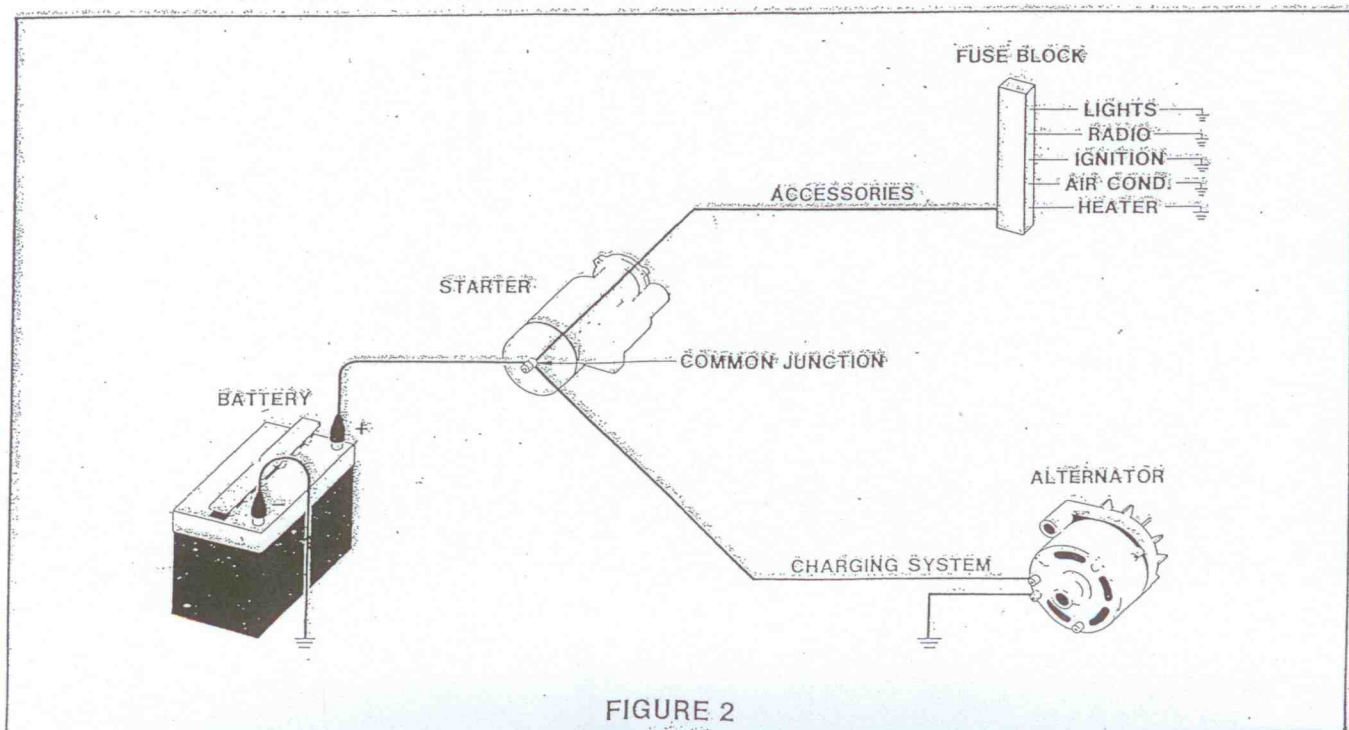 FUSE BLOCK
LIGHTS
RADIO
IGNITION
AIR COND.
HEATER
ACCESSORIES
STARTER
COMMON JUNCTION
BATTERY
+
-
ALTERNATOR
CHARGING SYSTEM
FIGURE 2